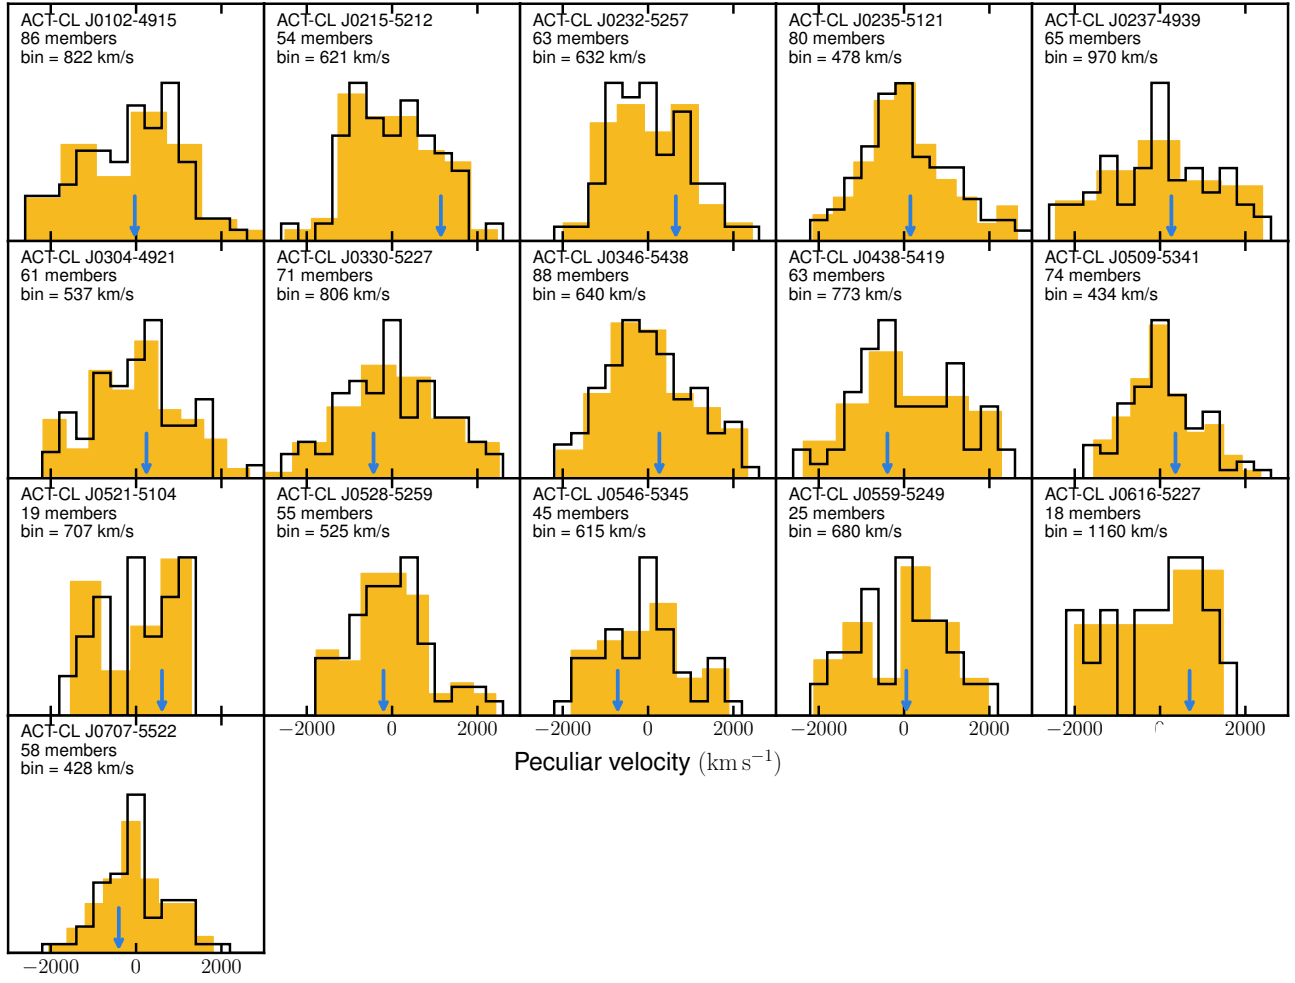 ACT-CL J0102-4915
86 members
bin = 822 km/s
ACT-CL J0215-5212
54 members
bin = 621 km/s
ACT-CL J0232-5257
63 members
bin = 632 km/s
ACT-CL J0235-5121
80 members
bin = 478 km/s
ACT-CL J0237-4939
65 members
bin = 970 km/s
ACT-CL J0304-4921
61 members
bin = 537 km/s
ACT-CL J0330-5227
71 members
bin = 806 km/s
ACT-CL J0346-5438
88 members
bin = 640 km/s
ACT-CL J0438-5419
63 members
bin = 773 km/s
ACT-CL J0509-5341
74 members
bin = 434 km/s
ACT-CL J0521-5104
19 members
bin = 707 km/s
ACT-CL J0528-5259
55 members
bin = 525 km/s
ACT-CL J0546-5345
45 members
bin = 615 km/s
ACT-CL J0559-5249
25 members
bin = 680 km/s
ACT-CL J0616-5227
18 members
bin = 1160 km/s
−2000 0 2000 −2000 0 2000 −2000 0 2000 −2000 2000
ACT-CL J0707-5522
58 members
bin = 428 km/s
Peculiar velocity (km s⁻¹)
−2000 0 2000